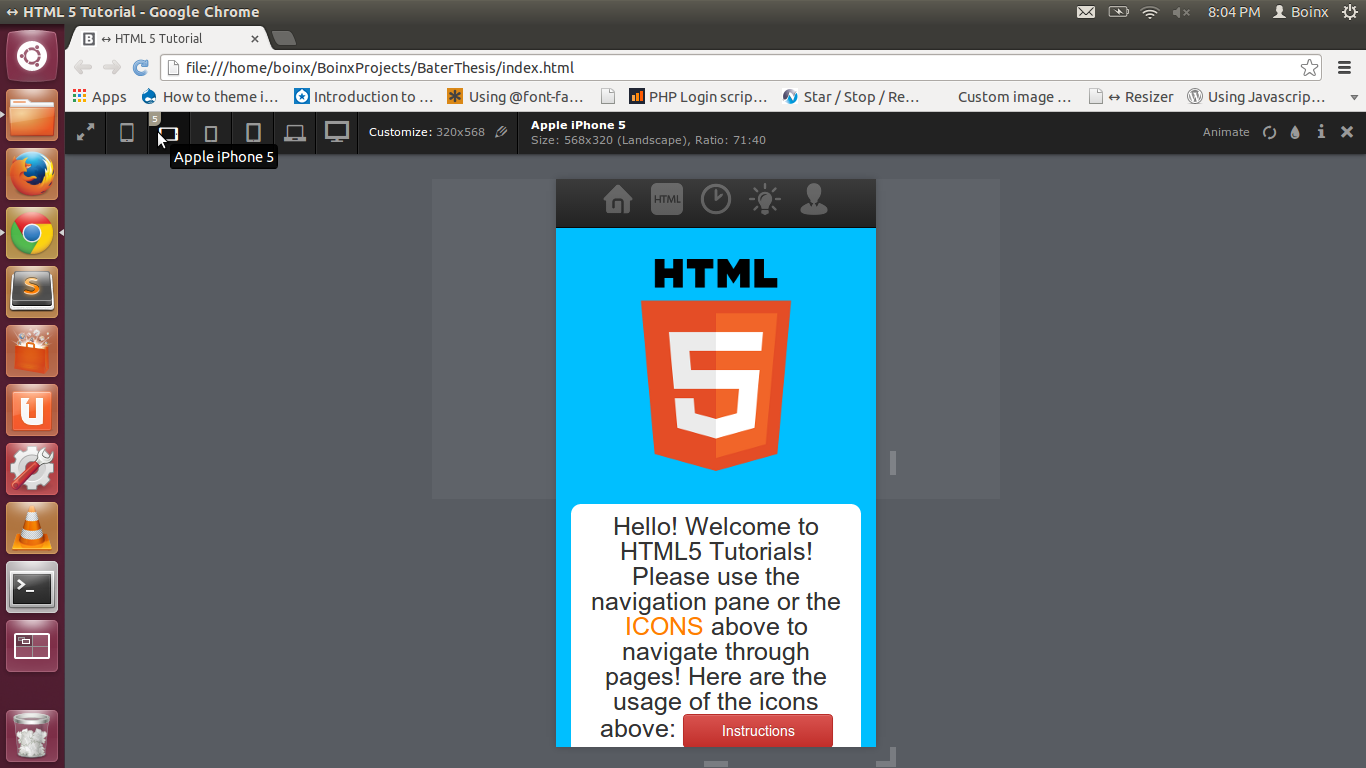 ↔ HTML 5 Tutorial - Google Chrome
8:04 PM Boinx
B ↔ HTML 5 Tutorial
file:///home/boinx/BoinxProjects/BaterThesis/index.html
Apps How to theme i... Introduction to ... Using @font-fa... PHP Login scrip... Star / Stop / Re... Custom image ... ↔ Resizer Using Javascrip...
5
Customize: 320x568
Apple iPhone 5
Size: 568x320 (Landscape), Ratio: 71:40
Animate
Apple iPhone 5
HTML
HTML
5
Hello! Welcome to
HTML5 Tutorials!
Please use the
navigation pane or the
ICONS above to
navigate through
pages! Here are the
usage of the icons
above: Instructions